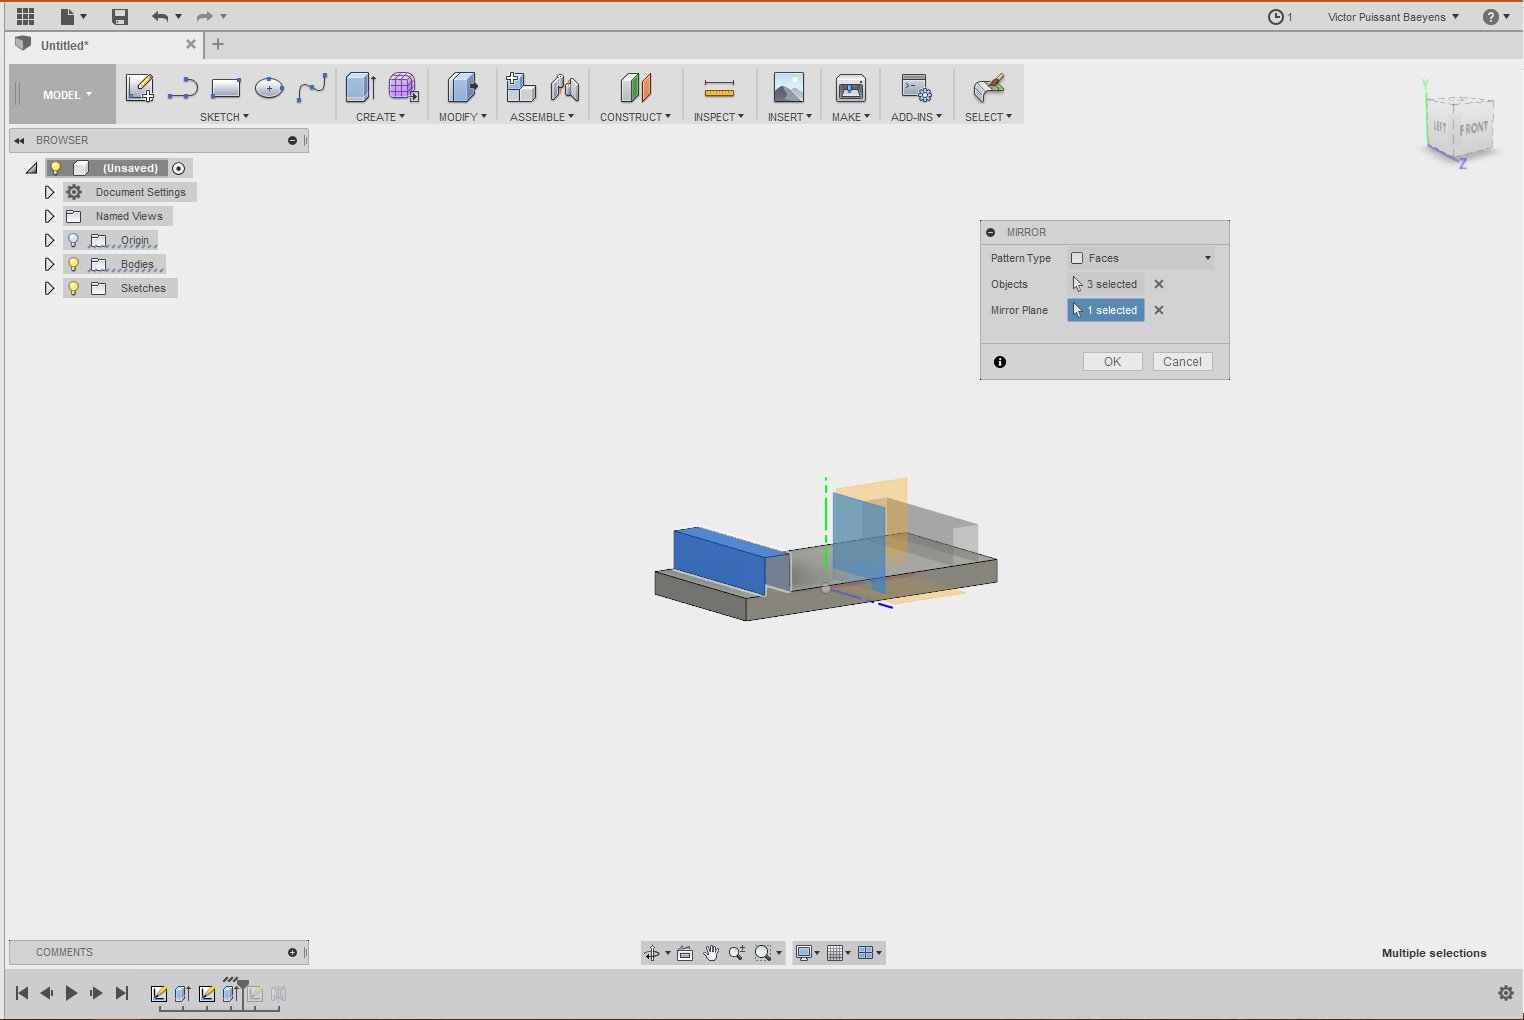 1
Victor Puissant Baeyens
?
Untitled*
MODEL
SKETCH
CREATE
MODIFY
ASSEMBLE
CONSTRUCT
INSPECT
INSERT
MAKE
ADD-INS
SELECT
Y
LEFT
FRONT
Z
BROWSER
(Unsaved)
Document Settings
Named Views
Origin
Bodies
Sketches
MIRROR
Pattern Type Faces
Objects 3 selected
Mirror Plane 1 selected
OK Cancel
COMMENTS
Multiple selections